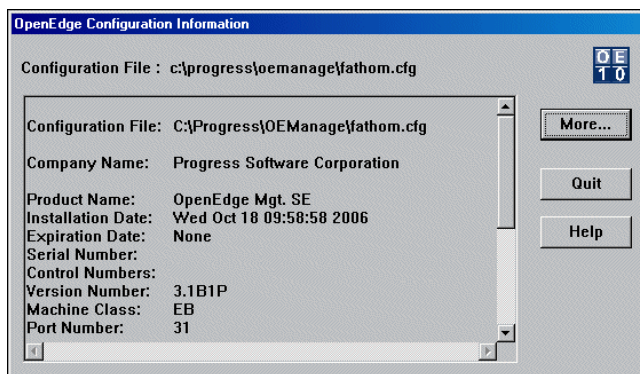 OpenEdge Configuration Information
Configuration File : c:\progress\oemanage\fathom.cfg
OE
10
Configuration File: C:\Progress\OEManage\fathom.cfg
Company Name: Progress Software Corporation
Product Name: OpenEdge Mgt. SE
Installation Date: Wed Oct 18 09:58:58 2006
Expiration Date: None
Serial Number:
Control Numbers:
Version Number: 3.1B1P
Machine Class: EB
Port Number: 31
More...
Quit
Help